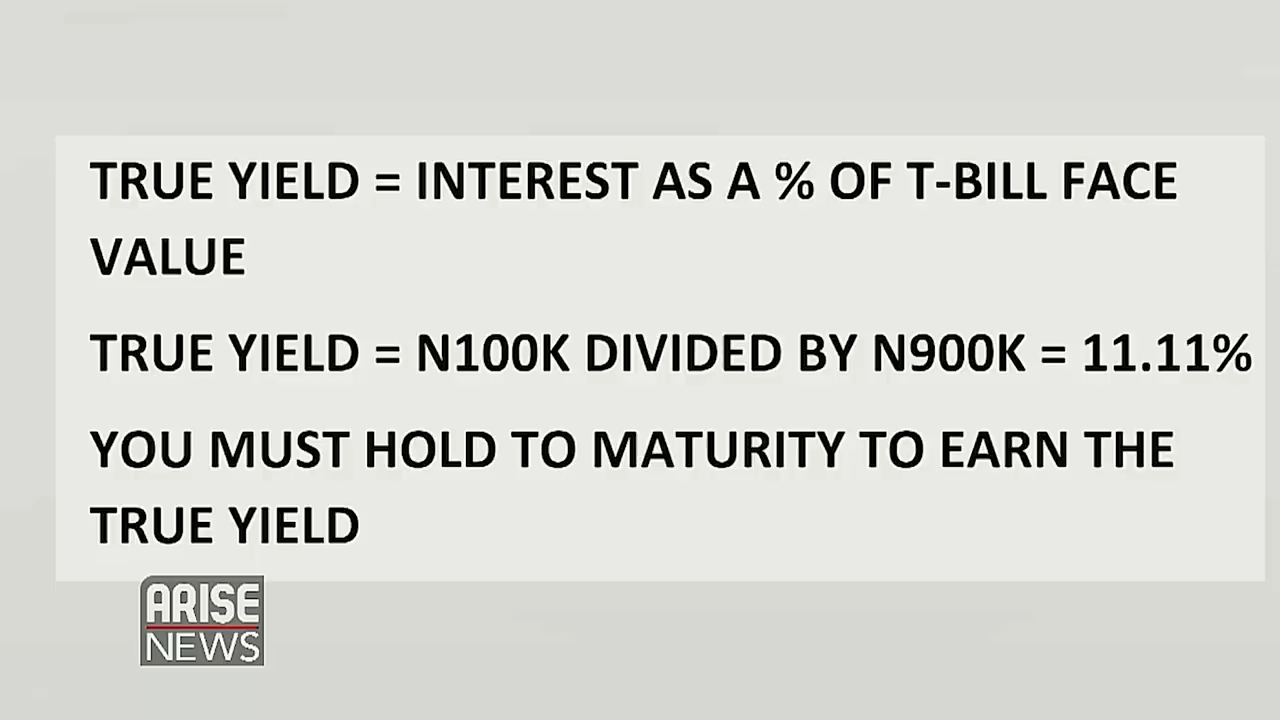 TRUE YIELD = INTEREST AS A % OF T-BILL FACE
VALUE
TRUE YIELD = N100K DIVIDED BY N900K = 11.11%
YOU MUST HOLD TO MATURITY TO EARN THE
TRUE YIELD
ARISE
NEWS